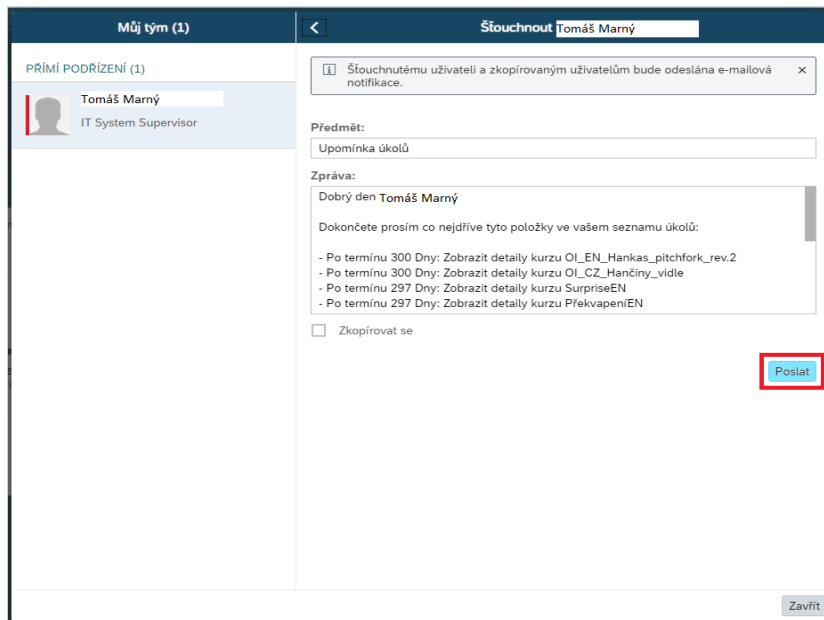 Můj tým (1)
PŘÍMÍ PODŘÍZENÍ (1)
Tomáš Marný
IT System Supervisor
Šťouchnout Tomáš Marný
Šťouchnutému uživateli a zkopírovaným uživatelům bude odeslána e-mailová
notifikace.
Předmět:
Upomínka úkolů
Zpráva:
Dobrý den Tomáš Marný
Dokončete prosím co nejdříve tyto položky ve vašem seznamu úkolů:
- Po termínu 300 Dny: Zobrazit detaily kurzu OI_EN_Hankas_pitchfork_rev.2
- Po termínu 300 Dny: Zobrazit detaily kurzu OI_CZ_Hančiny_vidle
- Po termínu 297 Dny: Zobrazit detaily kurzu SurpriseEN
- Po termínu 297 Dny: Zobrazit detaily kurzu PřekvapeníEN
Zkopírovat se
Poslat
Zavřít